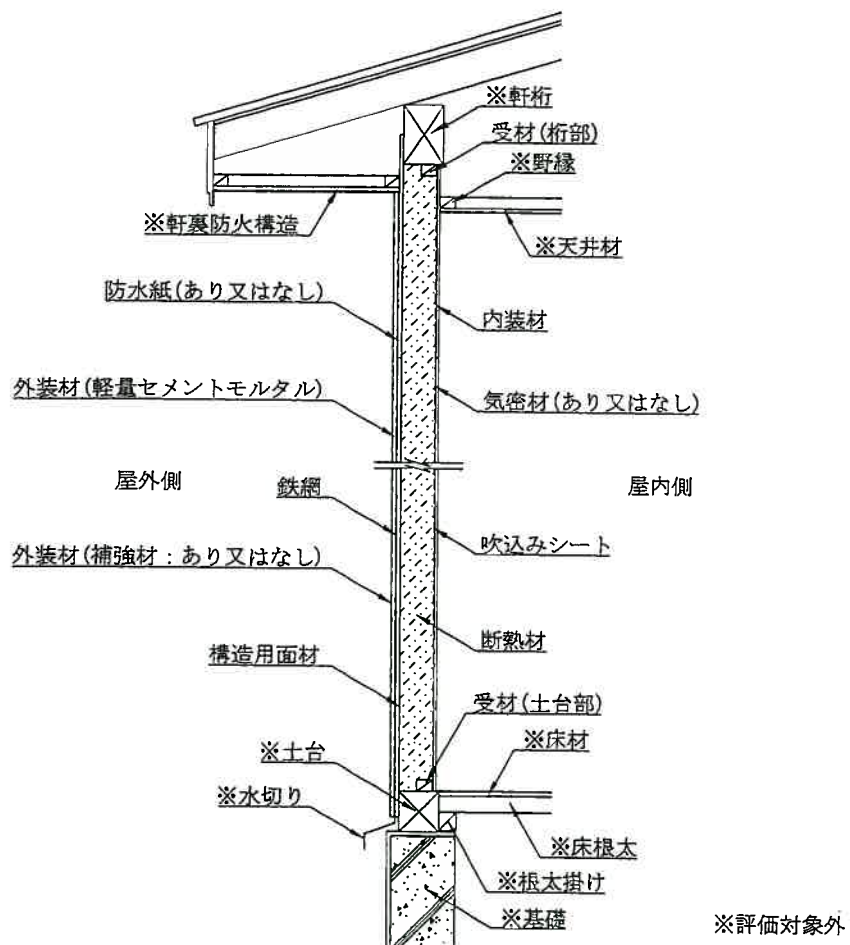 ※軒桁
受材(桁部)
※野縁
※軒裏防火構造
※天井材
防水紙(あり又はなし)
内装材
外装材(軽量セメントモルタル)
気密材(あり又はなし)
屋外側
鉄網
屋内側
外装材(補強材：あり又はなし)
吹込みシート
断熱材
構造用面材
受材(土台部)
※土台
※床材
※水切り
※床根太
※根太掛け
※基礎
※評価対象外